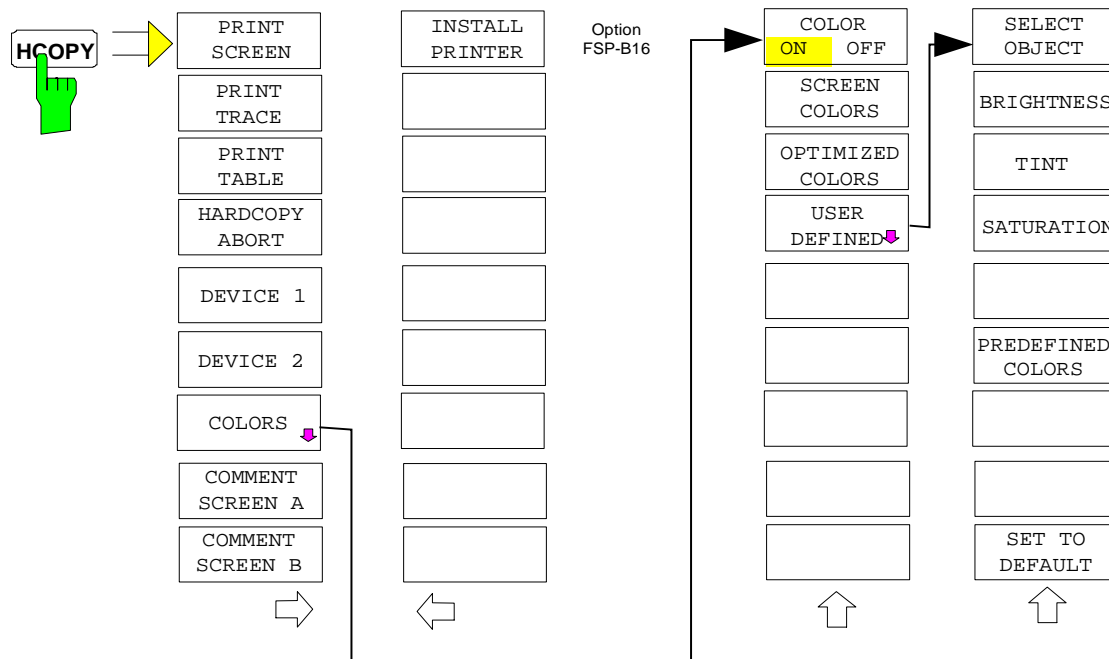 HCOPY
PRINT
SCREEN
PRINT
TRACE
PRINT
TABLE
HARDCOPY
ABORT
DEVICE 1
DEVICE 2
COLORS
COMMENT
SCREEN A
COMMENT
SCREEN B
INSTALL
PRINTER
Option
FSP-B16
COLOR
ON OFF
SCREEN
COLORS
OPTIMIZED
COLORS
USER
DEFINED
SELECT
OBJECT
BRIGHTNESS
TINT
SATURATION
PREDEFINED
COLORS
SET TO
DEFAULT